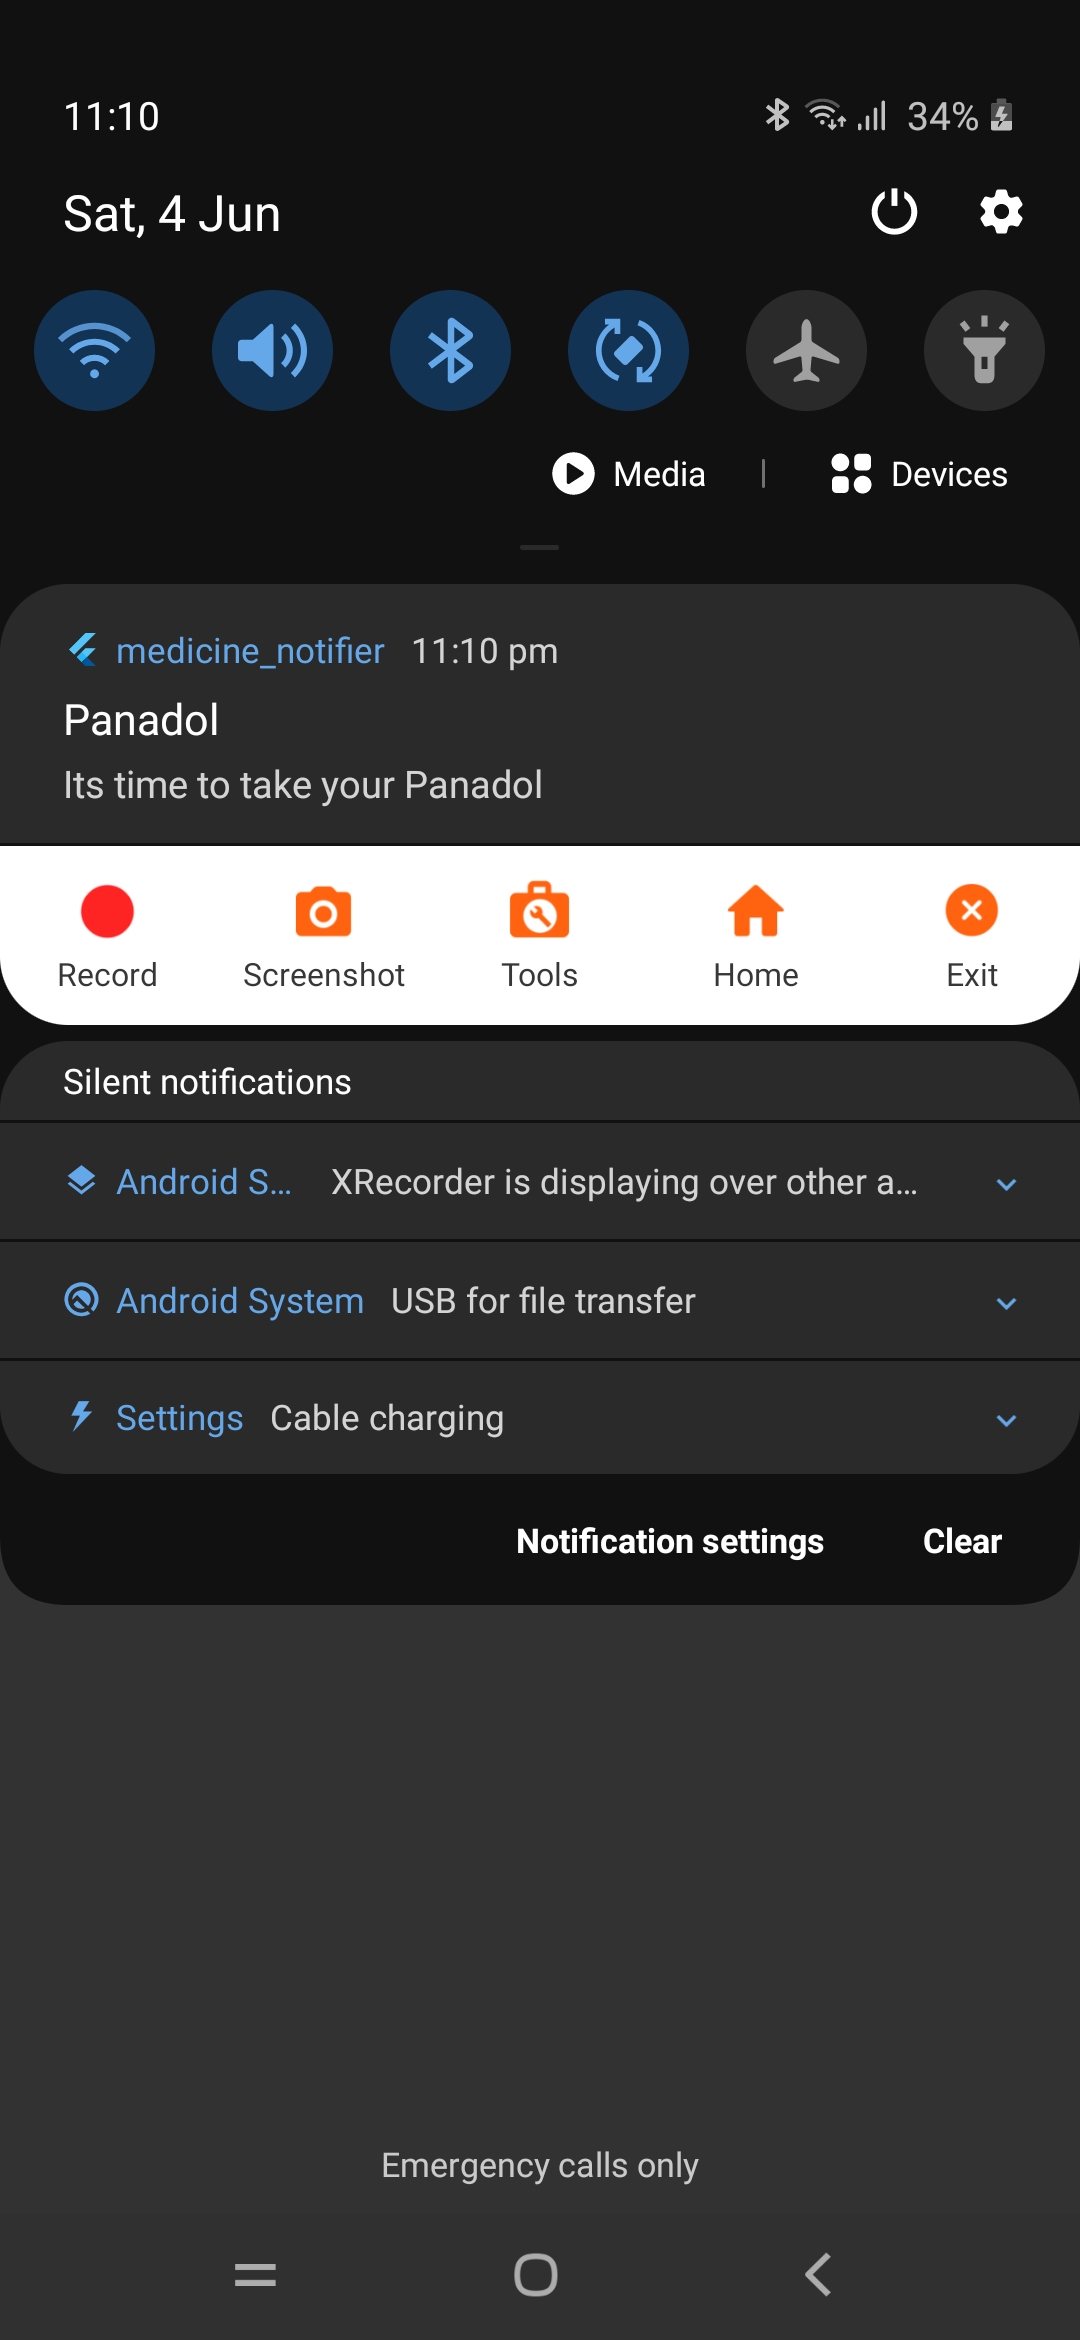 11:10 34%
Sat, 4 Jun
Media | Devices
medicine_notifier 11:10 pm
Panadol
Its time to take your Panadol
Record Screenshot Tools Home Exit
Silent notifications
Android S... XRecorder is displaying over other a...
Android System USB for file transfer
Settings Cable charging
Notification settings Clear
Emergency calls only